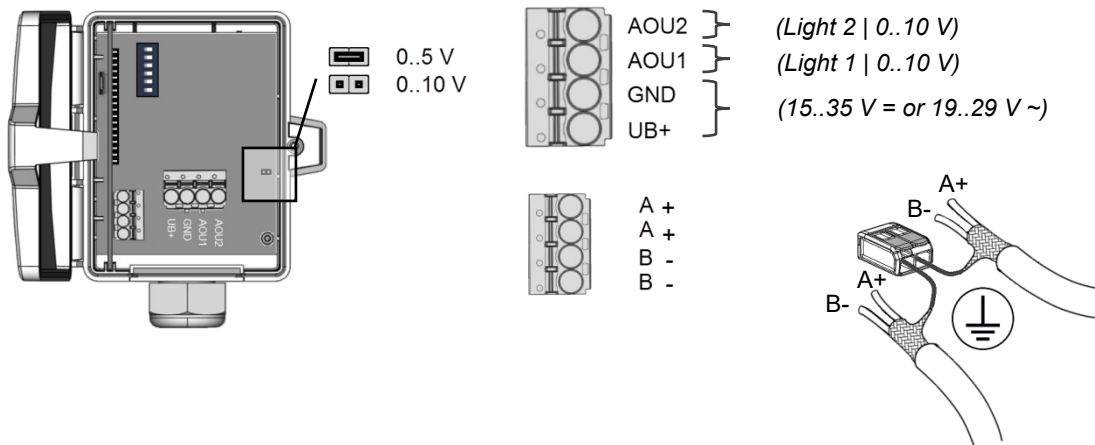 0..5 V
0..10 V
UB+
GND
AOU1
AOU2
AOU2 (Light 2 | 0..10 V)
AOU1 (Light 1 | 0..10 V)
GND
UB+
(15..35 V = or 19..29 V ~)
A +
A +
B -
B -
A+
B-
A+
B-